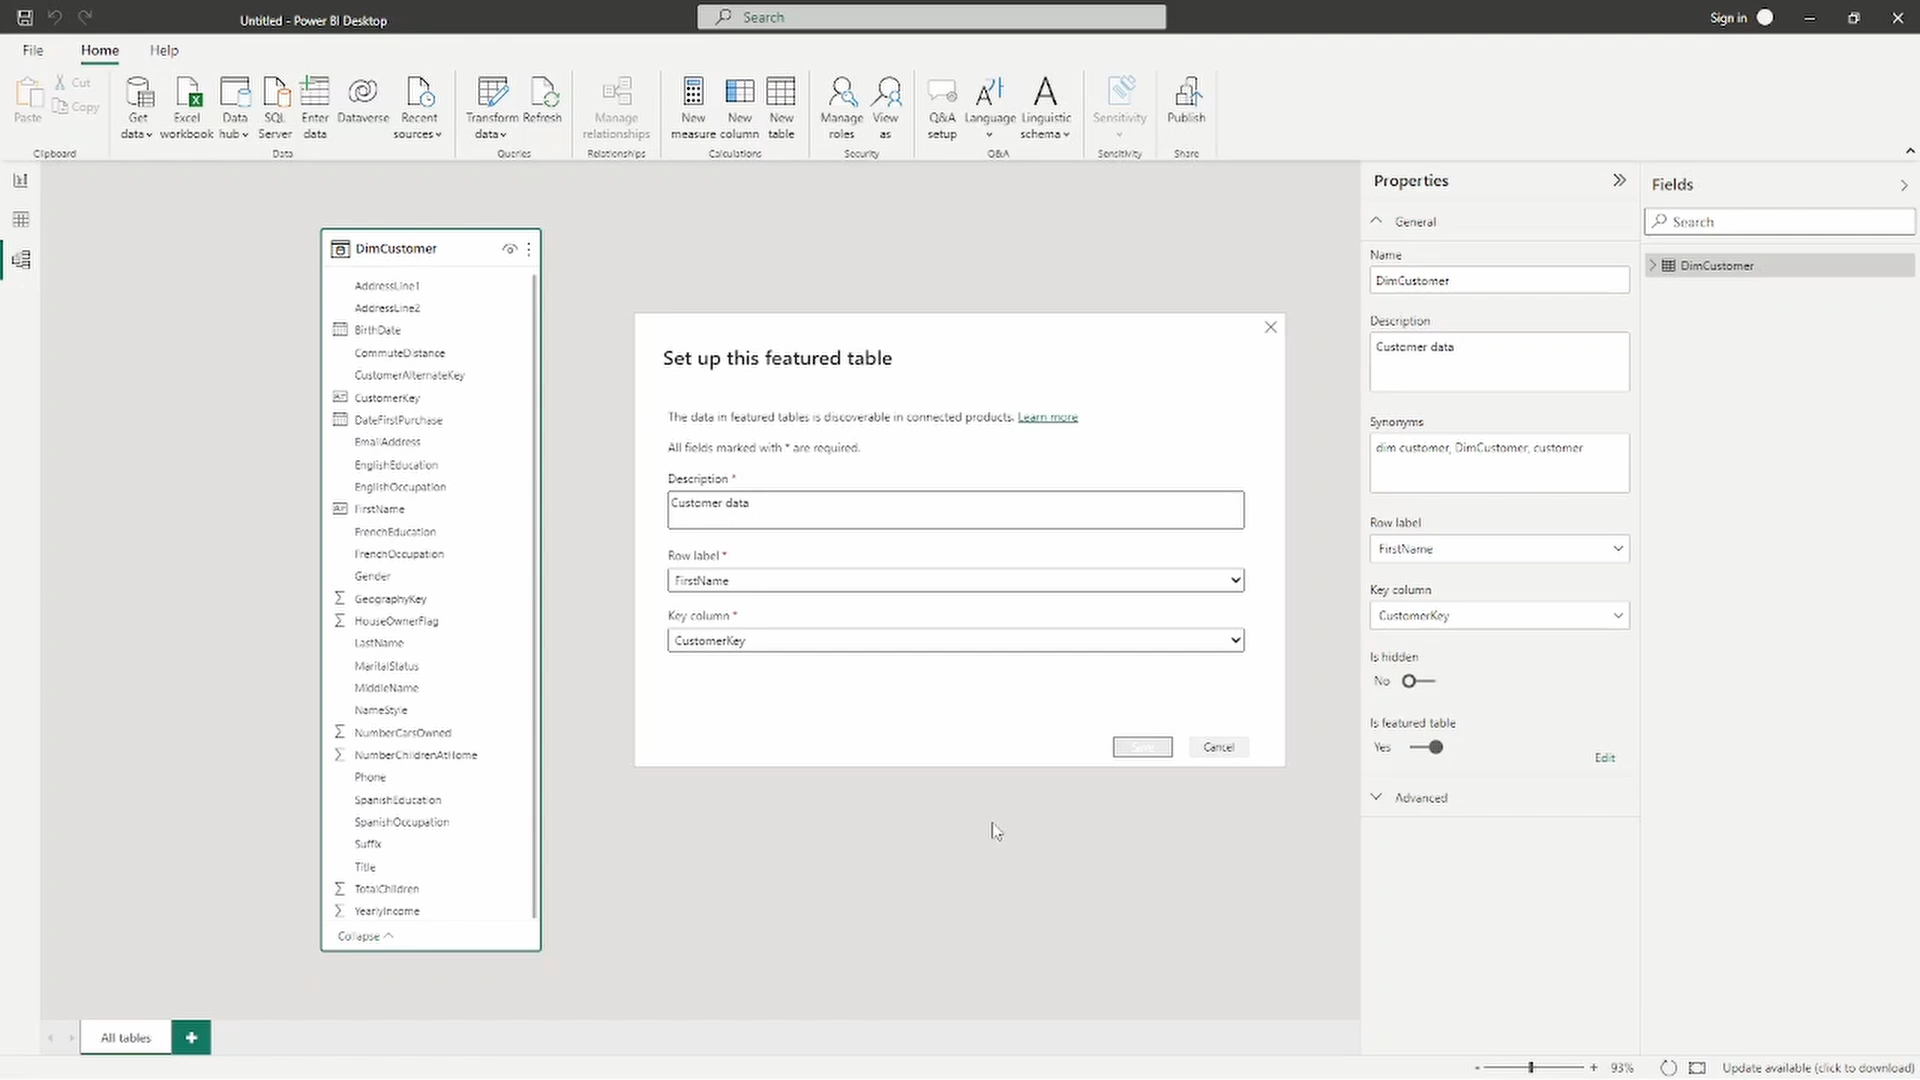 Untitled - Power BI Desktop
Search
Sign in
File
Home
Help
Paste
Cut
Copy
Get data
Excel workbook
Data hub
SQL Server
Enter data
Dataverse
Recent sources
Transform data
Refresh
Manage relationships
New measure
New column
New table
Manage roles
View as
Q&A setup
Language
Linguistic schema
Sensitivity
Publish
Clipboard
Data
Queries
Relationships
Calculations
Security
Q&A
Sensitivity
Share
DimCustomer
AddressLine1
AddressLine2
BirthDate
CommuteDistance
CustomerAlternateKey
CustomerKey
DateFirstPurchase
EmailAddress
EnglishEducation
EnglishOccupation
FirstName
FrenchEducation
FrenchOccupation
Gender
GeographyKey
HouseOwnerFlag
LastName
MaritalStatus
MiddleName
NameStyle
NumberCarsOwned
NumberChildrenAtHome
Phone
SpanishEducation
SpanishOccupation
Suffix
Title
TotalChildren
YearlyIncome
Collapse
Set up this featured table
The data in featured tables is discoverable in connected products. Learn more
All fields marked with * are required.
Description *
Customer data
Row label *
FirstName
Key column *
CustomerKey
Save
Cancel
Properties
General
Name
DimCustomer
Description
Customer data
Synonyms
dim customer, DimCustomer, customer
Row label
FirstName
Key column
CustomerKey
Is hidden
No
Is featured table
Yes
Edit
Advanced
Fields
Search
DimCustomer
All tables
- + 93%
Update available (click to download)